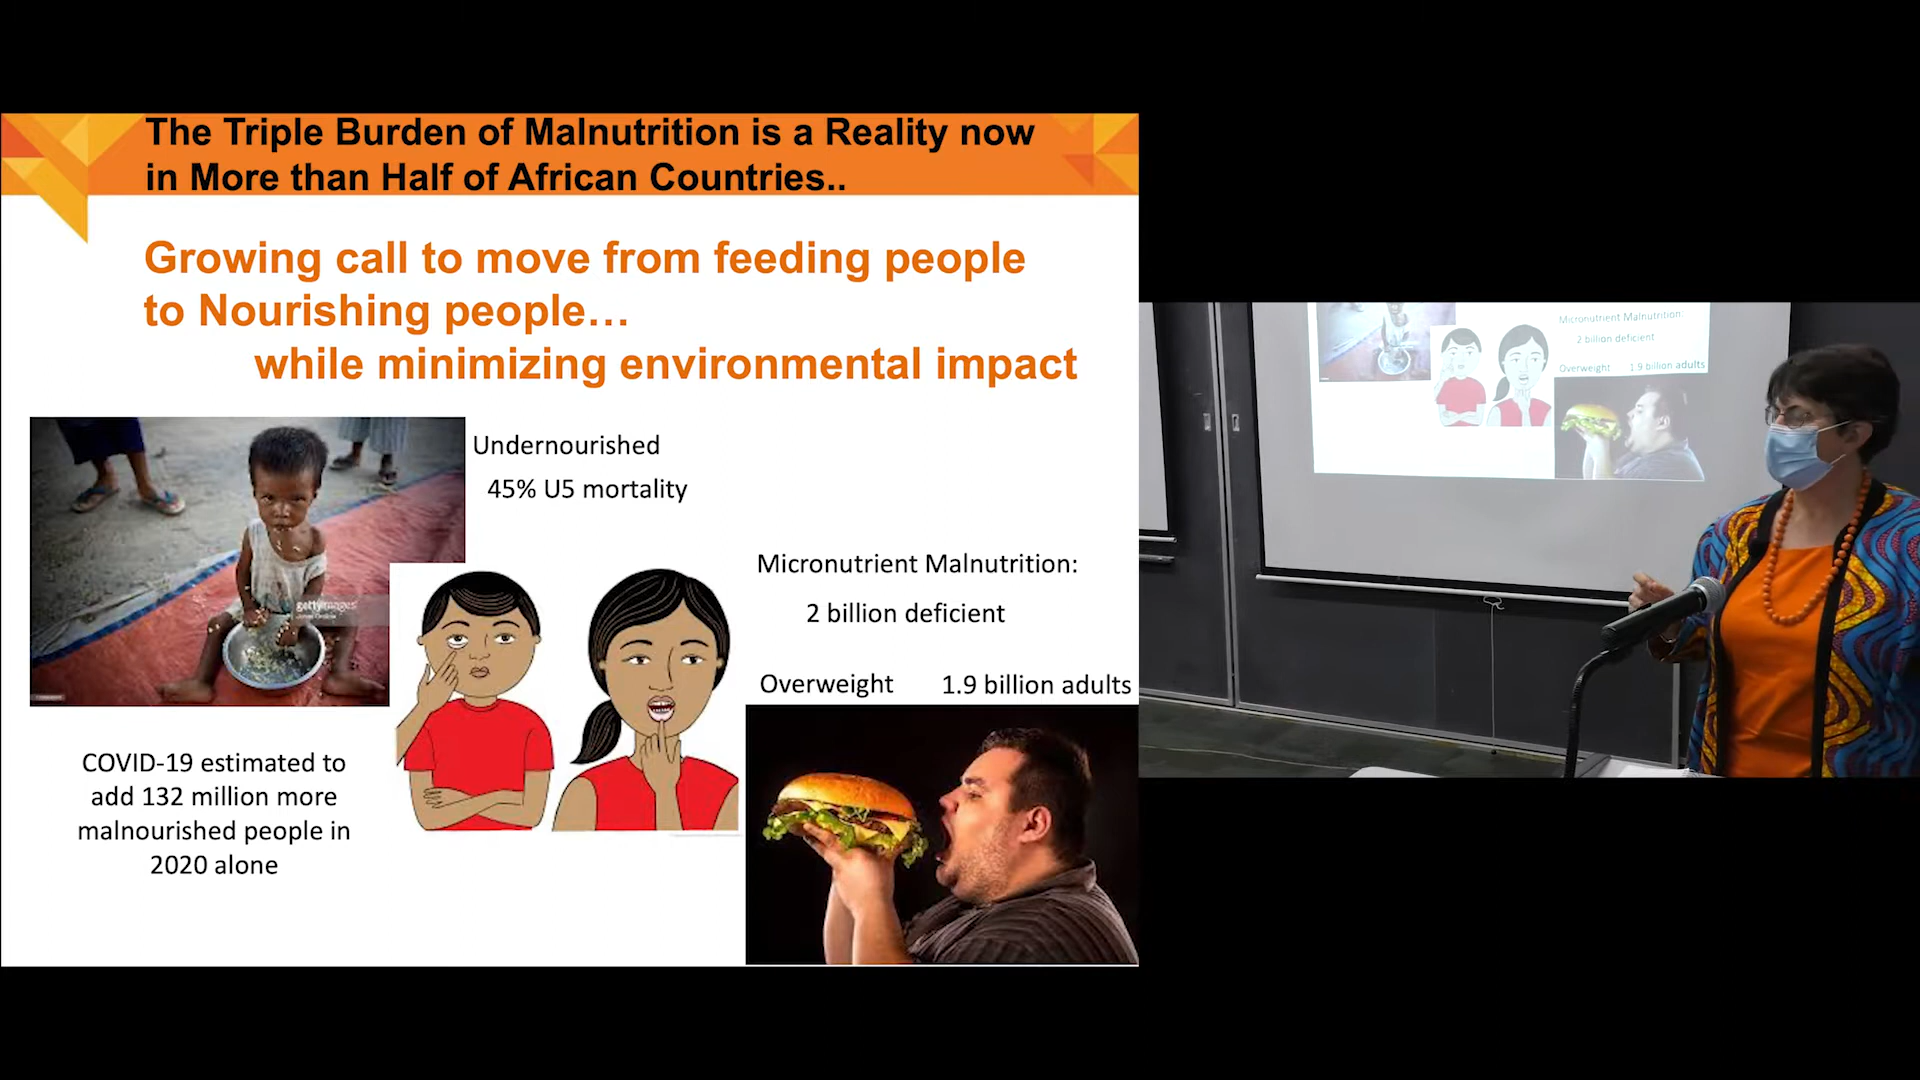 The Triple Burden of Malnutrition is a Reality now
in More than Half of African Countries..
Growing call to move from feeding people
to Nourishing people…
while minimizing environmental impact
Undernourished
45% U5 mortality
gettyimages
Micronutrient Malnutrition:
2 billion deficient
Overweight 1.9 billion adults
COVID-19 estimated to
add 132 million more
malnourished people in
2020 alone
Micronutrient Malnutrition:
2 billion deficient
Overweight 1.9 billion adults